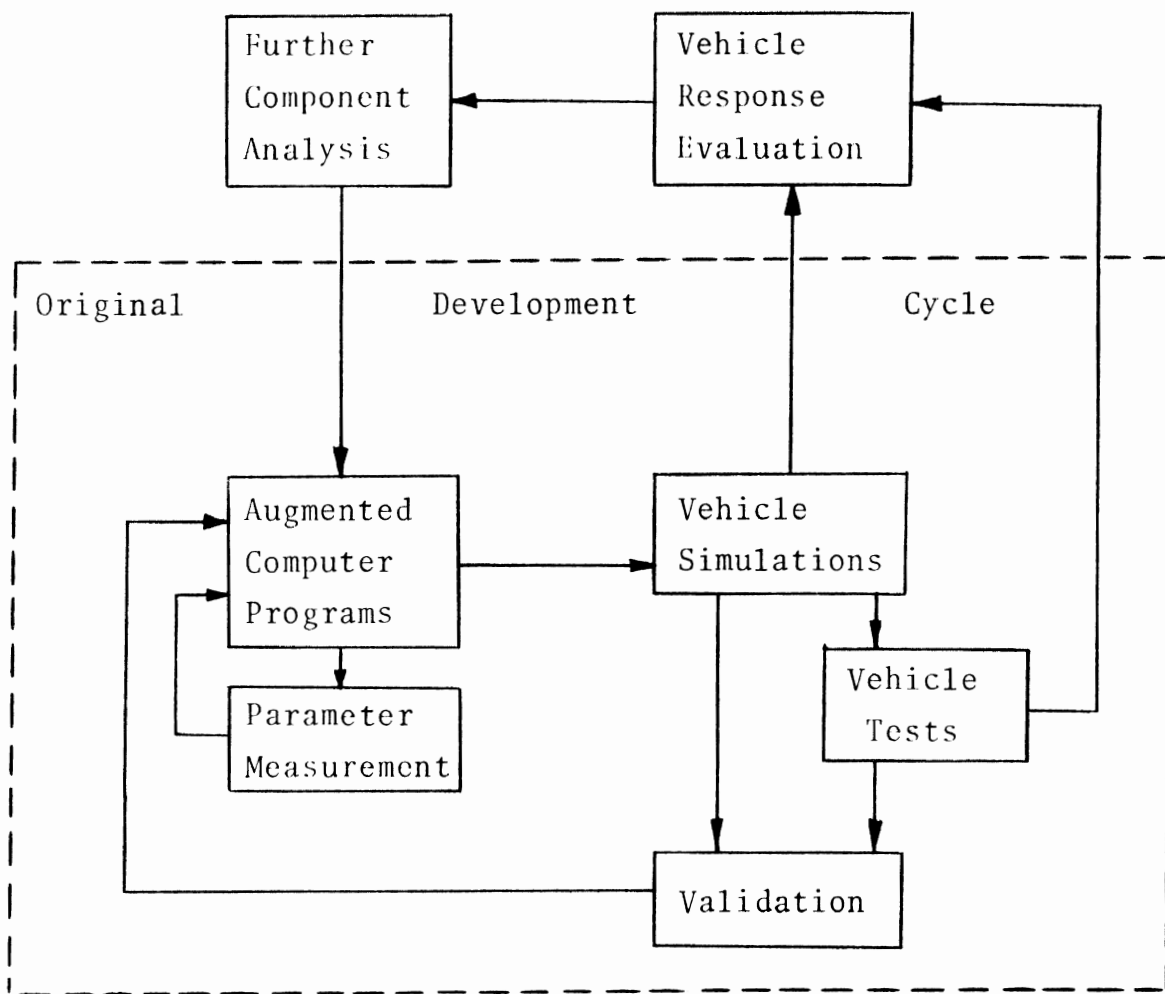 Further
Component
Analysis
Vehicle
Response
Evaluation
Original Development Cycle
Augmented
Computer
Programs
Vehicle
Simulations
Parameter
Measurement
Vehicle
Tests
Validation